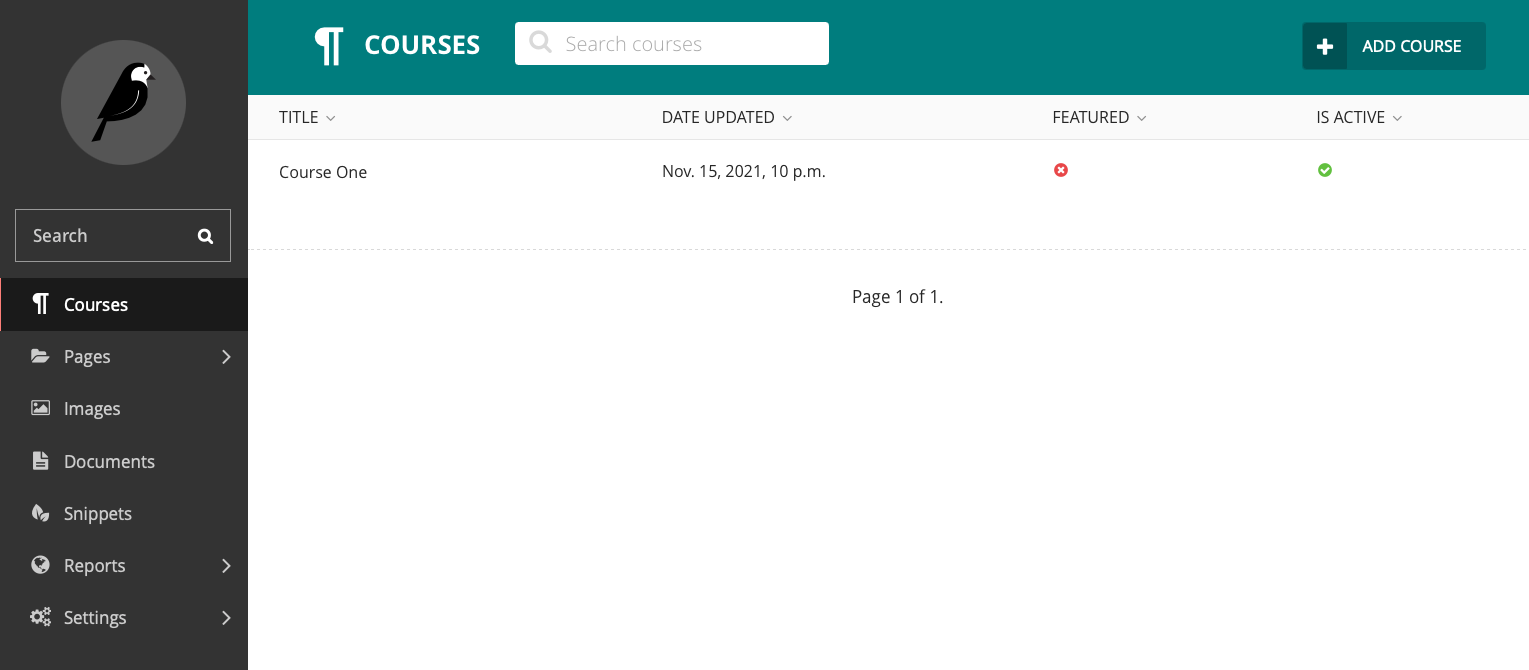 COURSES
Search courses
ADD COURSE
TITLE DATE UPDATED FEATURED IS ACTIVE
Course One Nov. 15, 2021, 10 p.m.
Page 1 of 1.
Search
Courses
Pages
Images
Documents
Snippets
Reports
Settings